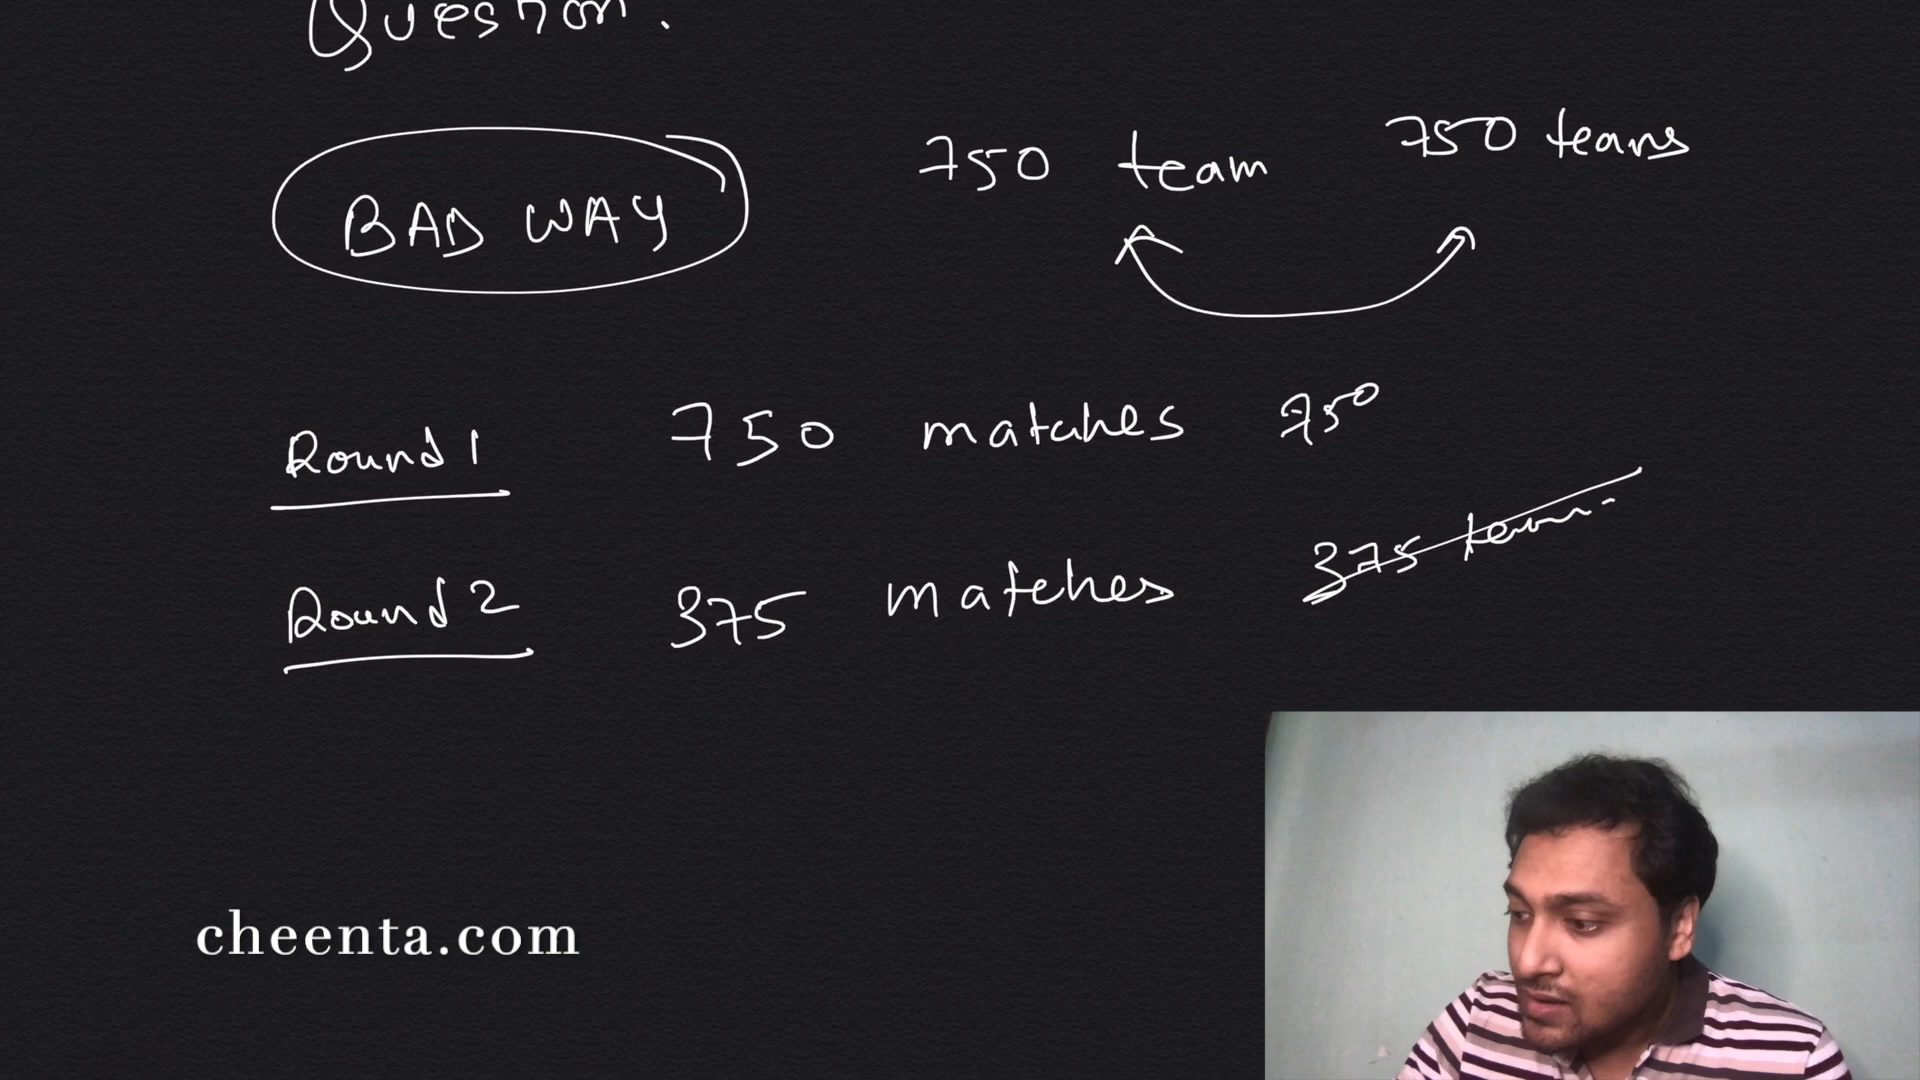 Question.
BAD WAY
750 team 750 teams
Round 1 750 matches 750
Round 2 375 matches 375 team
cheenta.com